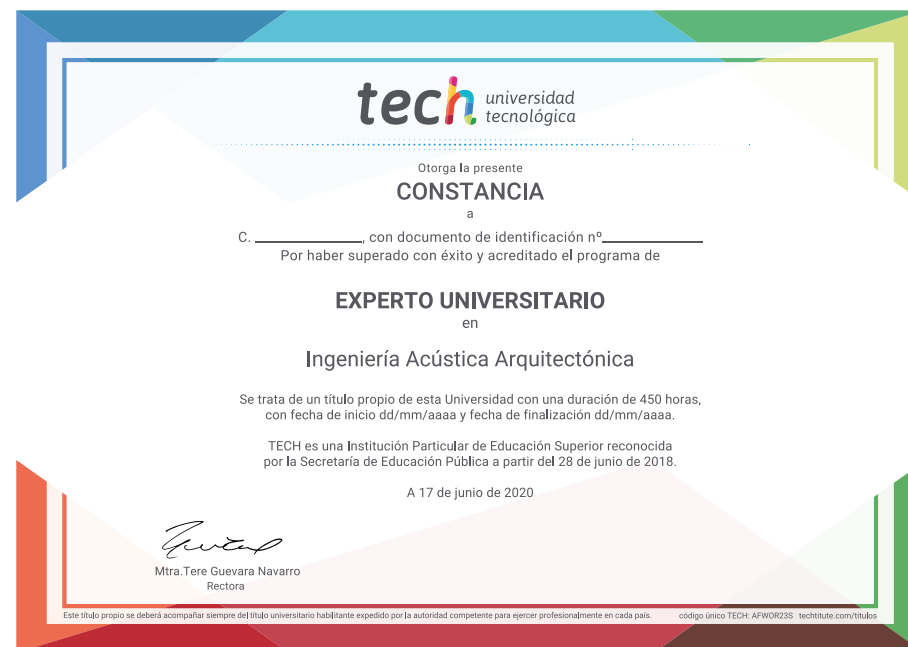 tech universidad
tecnológica
Otorga la presente
CONSTANCIA
a
C. ____________, con documento de identificación nº____________
Por haber superado con éxito y acreditado el programa de
EXPERTO UNIVERSITARIO
en
Ingeniería Acústica Arquitectónica
Se trata de un título propio de esta Universidad con una duración de 450 horas,
con fecha de inicio dd/mm/aaaa y fecha de finalización dd/mm/aaaa.
TECH es una Institución Particular de Educación Superior reconocida
por la Secretaría de Educación Pública a partir del 28 de junio de 2018.
A 17 de junio de 2020
Mtra.Tere Guevara Navarro
Rectora
Este título propio se deberá acompañar siempre del título universitario habilitante expedido por la autoridad competente para ejercer profesionalmente en cada país. código único TECH: AFWOR23S techtitute.com/titulos